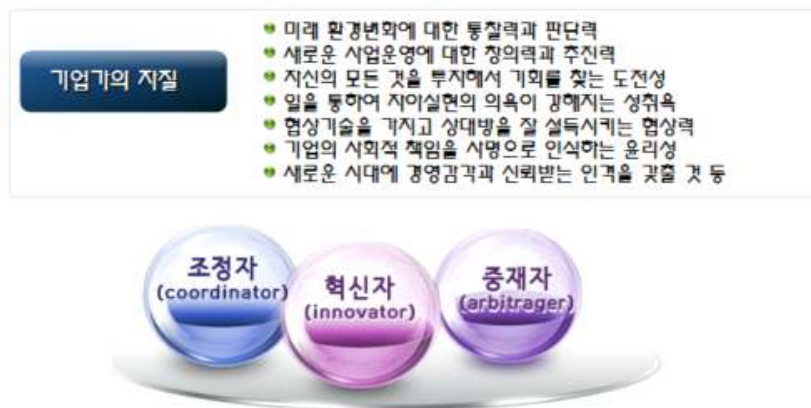 기업가의 자질
미래 환경변화에 대한 통찰력과 판단력
새로운 사업운영에 대한 창의력과 추진력
자신의 모든 것을 투자해서 기회를 찾는 도전성
일을 통하여 자아실현의 의욕이 강해지는 성취욕
협상기술을 가지고 상대방을 잘 설득시키는 협상력
기업의 사회적 책임을 사명으로 인식하는 윤리성
새로운 시대에 경영감각과 신뢰받는 인격을 갖출 것 등
조정자
(coordinator)
혁신자
(innovator)
중재자
(arbitrager)